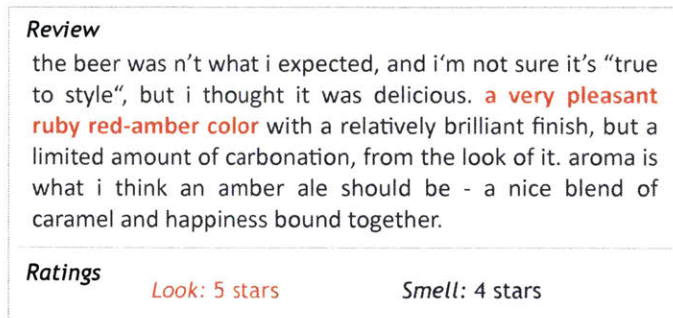 Review
the beer was n't what i expected, and i'm not sure it's “true
to style“, but i thought it was delicious. a very pleasant
ruby red-amber color with a relatively brilliant finish, but a
limited amount of carbonation, from the look of it. aroma is
what i think an amber ale should be - a nice blend of
caramel and happiness bound together.
Ratings
Look: 5 stars Smell: 4 stars